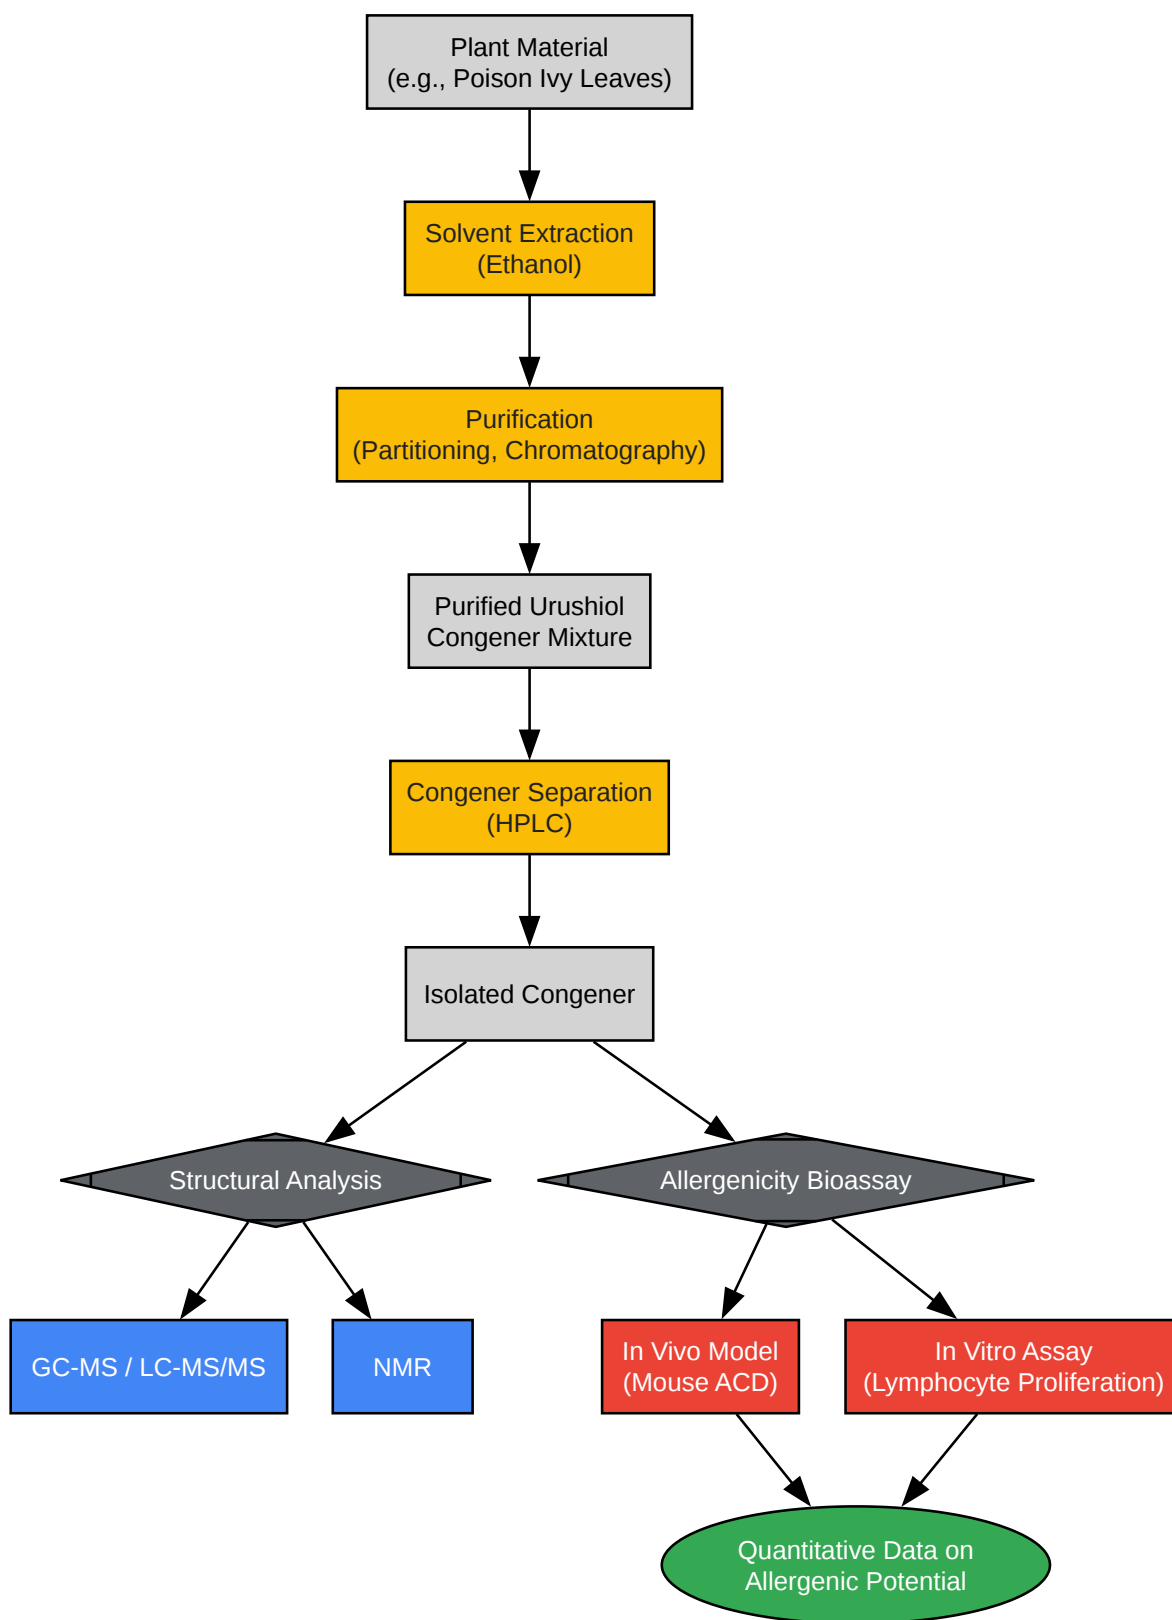 Plant Material
(e.g., Poison Ivy Leaves)
Solvent Extraction
(Ethanol)
Purification
(Partitioning, Chromatography)
Purified Urushiol
Congener Mixture
Congener Separation
(HPLC)
Isolated Congener
Structural Analysis
Allergenicity Bioassay
GC-MS / LC-MS/MS
NMR
In Vivo Model
(Mouse ACD)
In Vitro Assay
(Lymphocyte Proliferation)
Quantitative Data on
Allergenic Potential